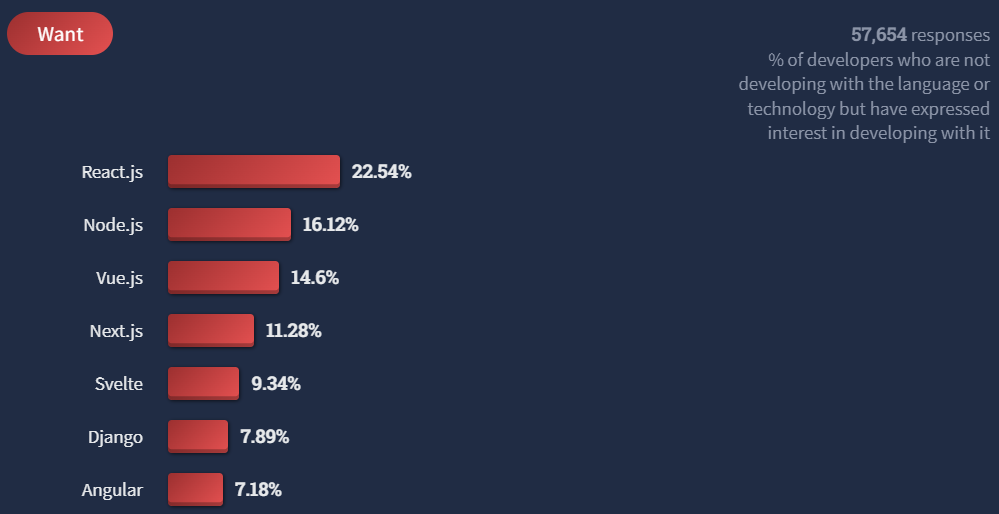 Want
57,654 responses
% of developers who are not
developing with the language or
technology but have expressed
interest in developing with it
React.js 22.54%
Node.js 16.12%
Vue.js 14.6%
Next.js 11.28%
Svelte 9.34%
Django 7.89%
Angular 7.18%